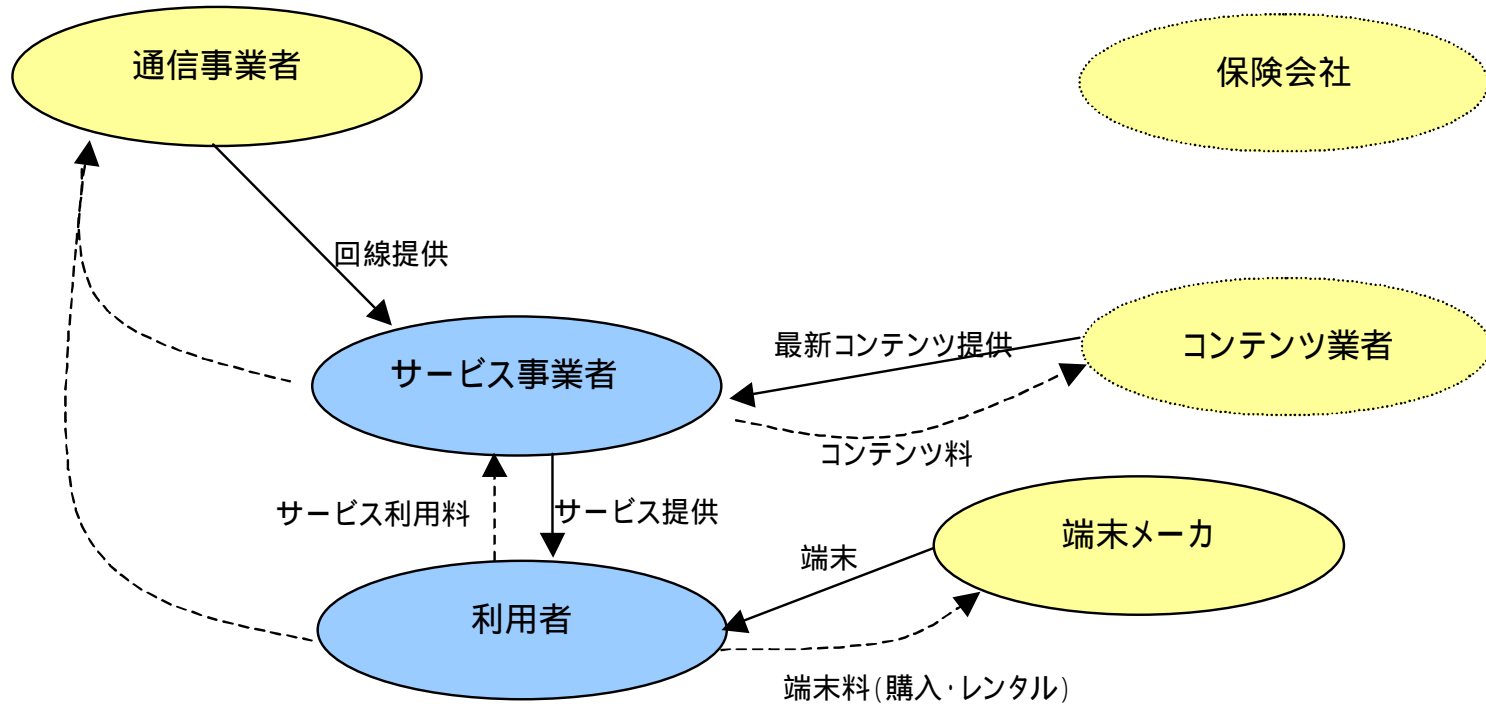 通信事業者
保険会社
回線提供
最新コンテンツ提供
コンテンツ業者
サービス事業者
コンテンツ料
サービス利用料
サービス提供
端末メーカ
端末
利用者
端末料(購入・レンタル)